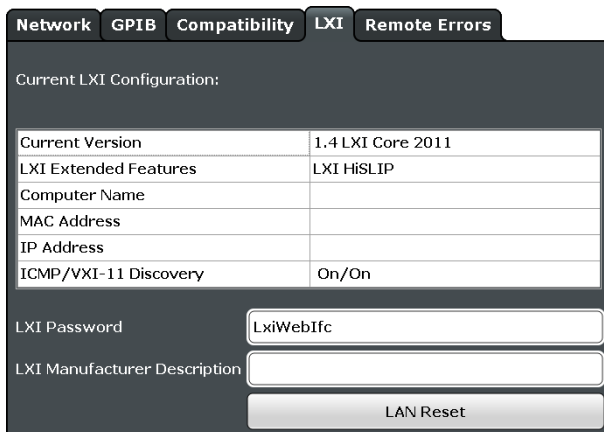 Network GPIB Compatibility LXI Remote Errors
Current LXI Configuration:
Current Version 1.4 LXI Core 2011
LXI Extended Features LXI HiSLIP
Computer Name
MAC Address
IP Address
ICMP/VXI-11 Discovery On/On
LXI Password LxiWebIfc
LXI Manufacturer Description
LAN Reset